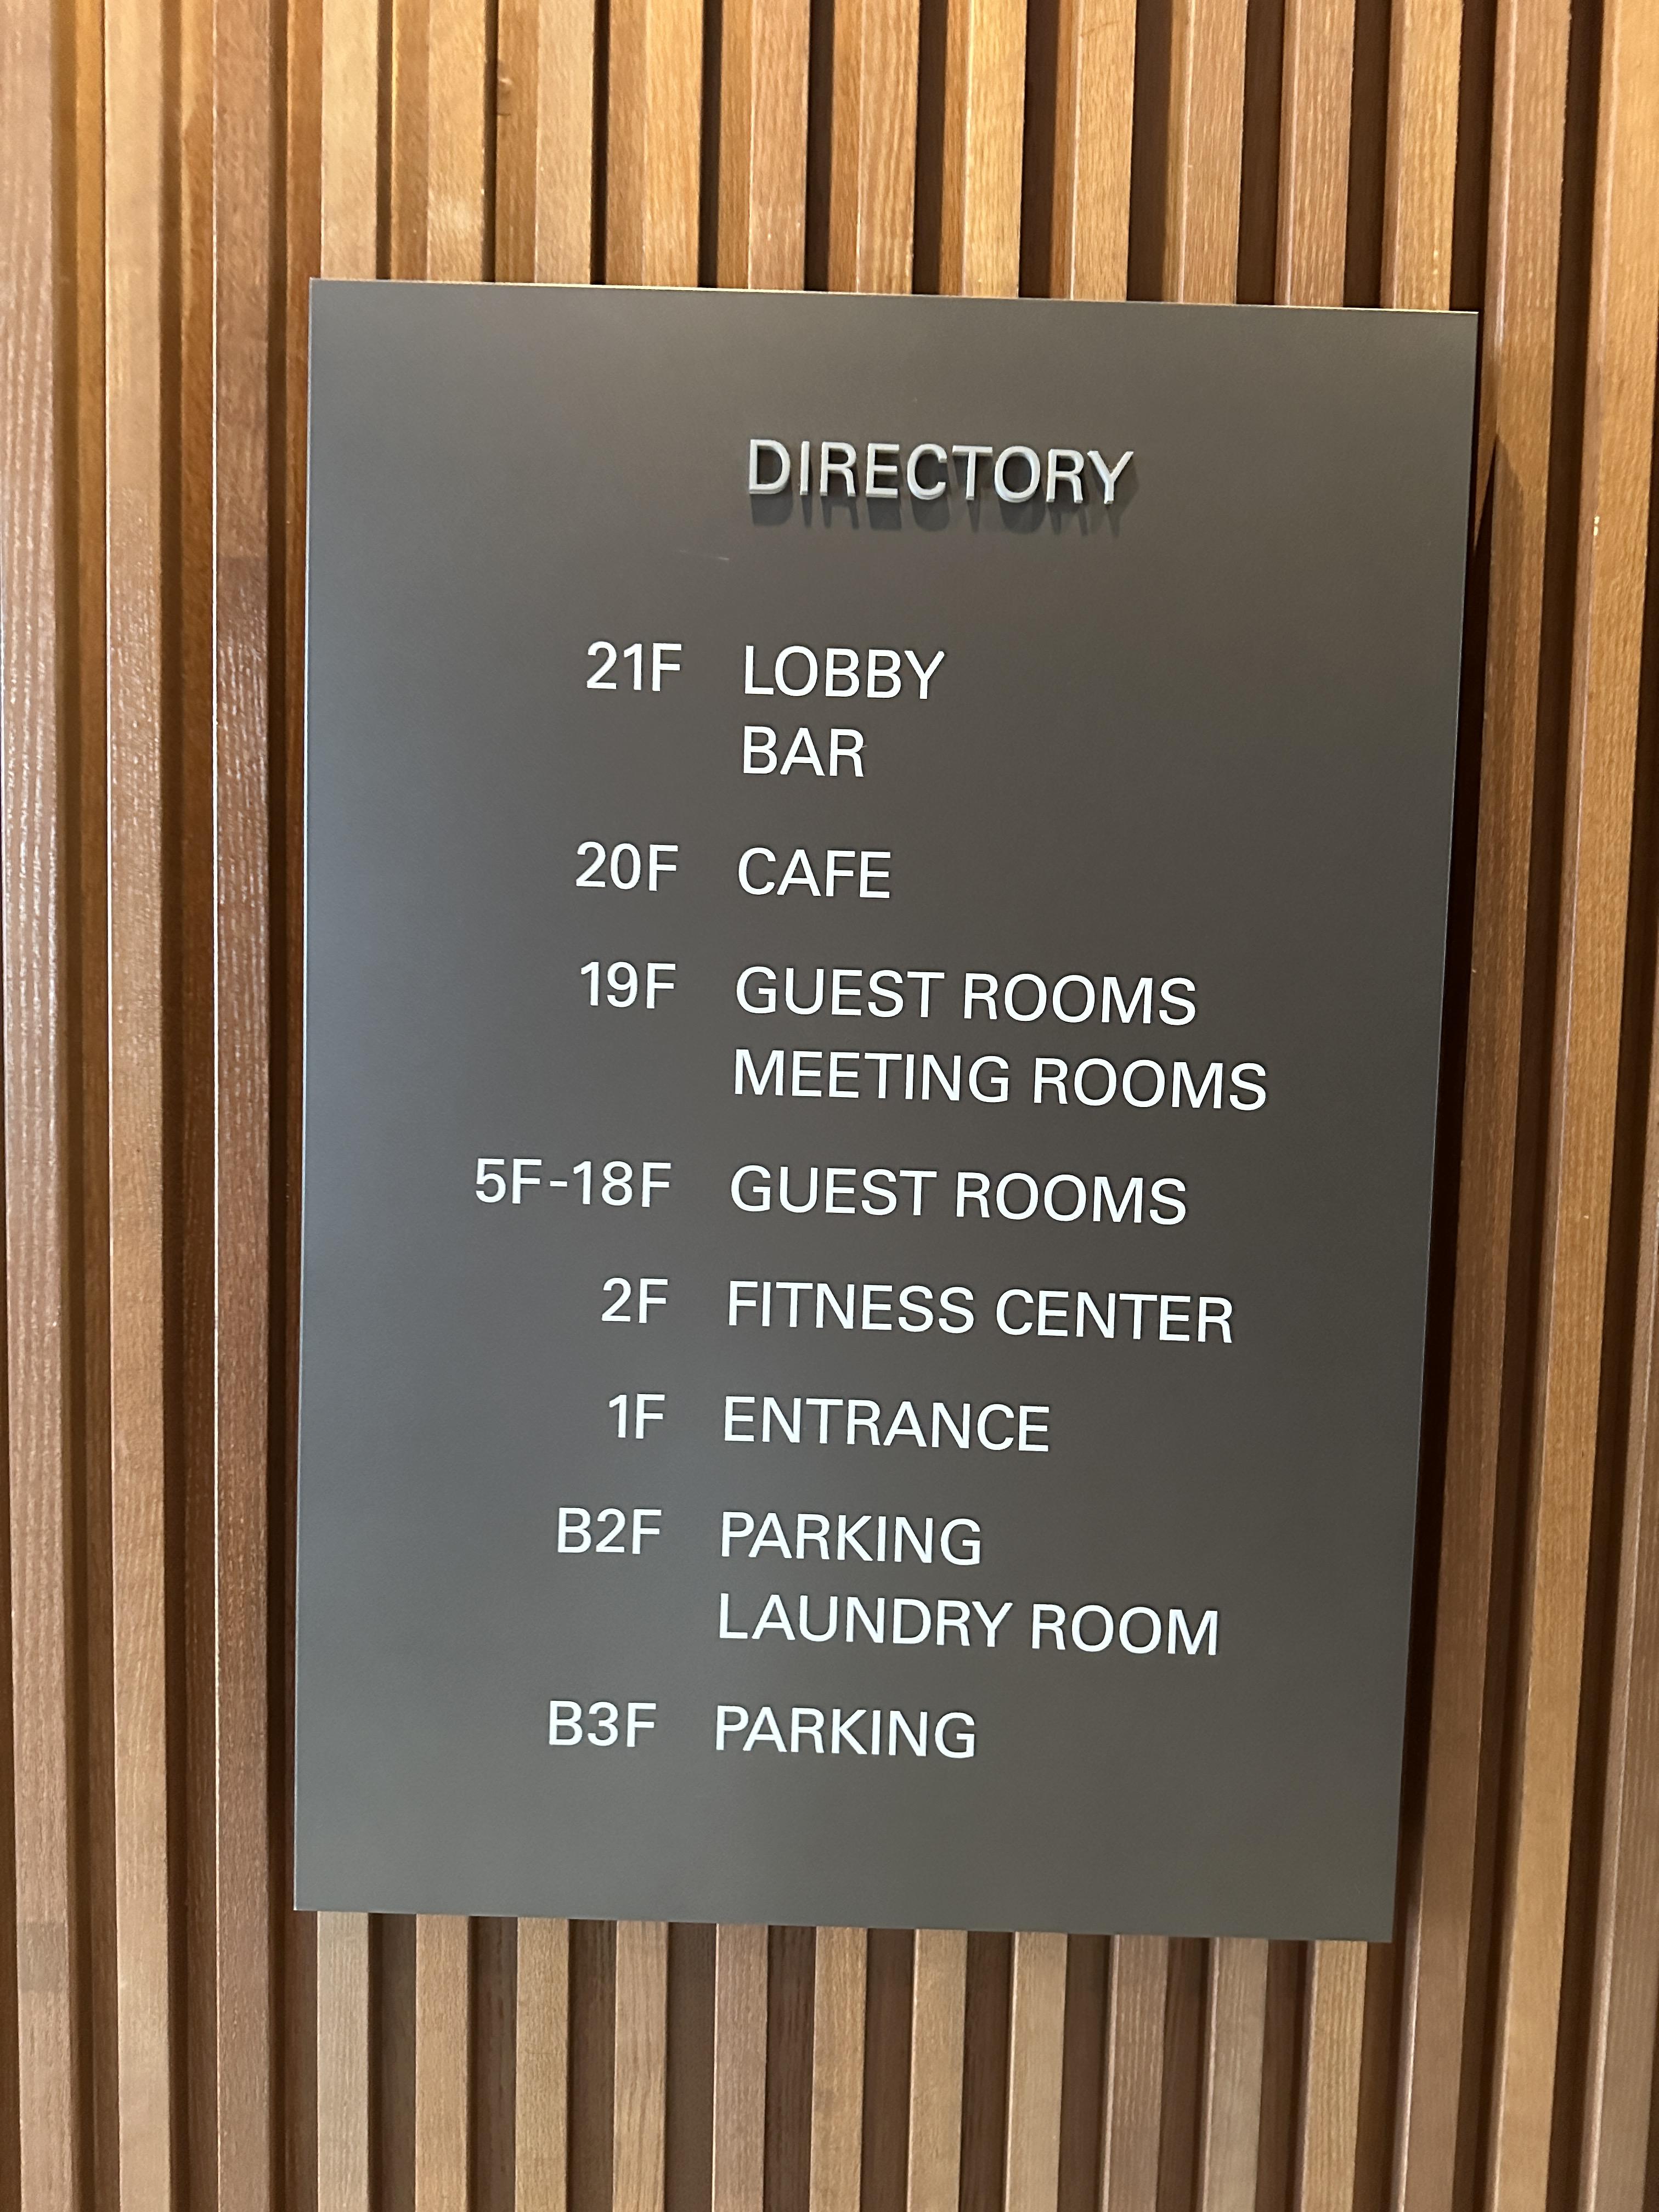 DIRECTORY
21F LOBBY
BAR
20F CAFE
19F GUEST ROOMS
MEETING ROOMS
5F-18F GUEST ROOMS
2F FITNESS CENTER
1F ENTRANCE
B2F PARKING
LAUNDRY ROOM
B3F PARKING